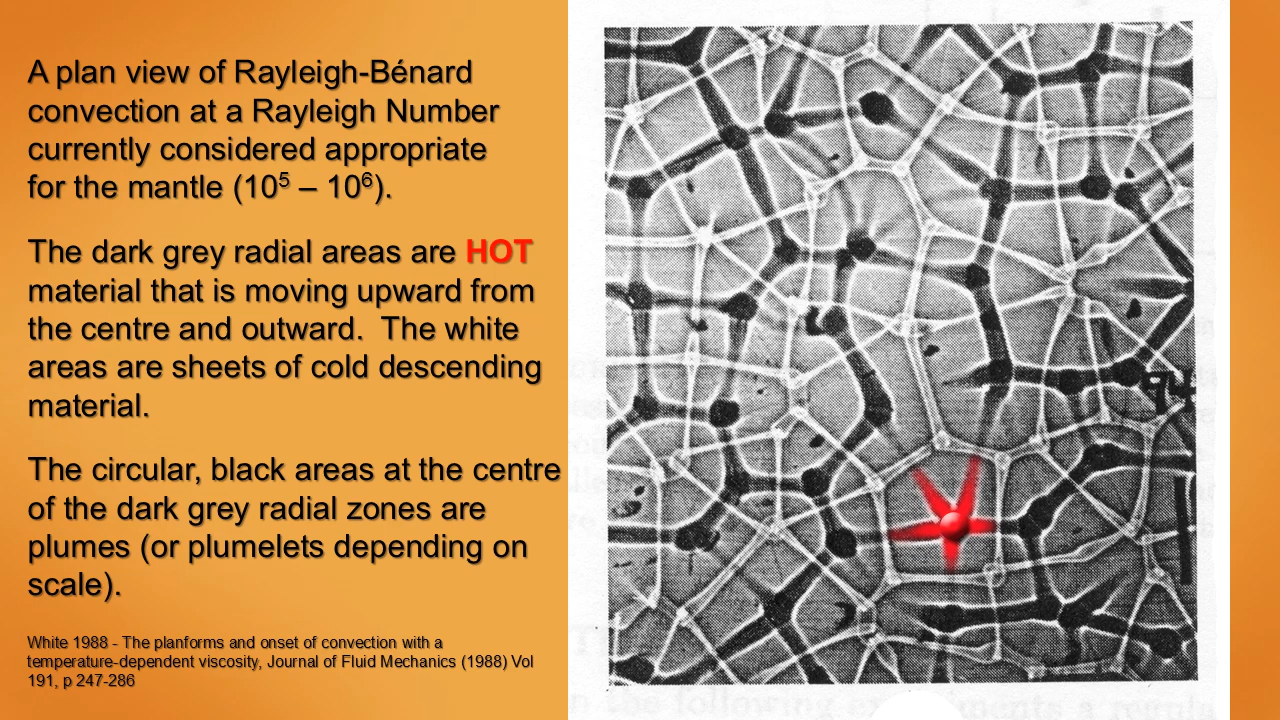 A plan view of Rayleigh-Bénard
convection at a Rayleigh Number
currently considered appropriate
for the mantle (10⁵ – 10⁶).
The dark grey radial areas are HOT
material that is moving upward from
the centre and outward.  The white
areas are sheets of cold descending
material.
The circular, black areas at the centre
of the dark grey radial zones are
plumes (or plumelets depending on
scale).
White 1988 - The planforms and onset of convection with a
temperature-dependent viscosity, Journal of Fluid Mechanics (1988) Vol
191, p 247-286